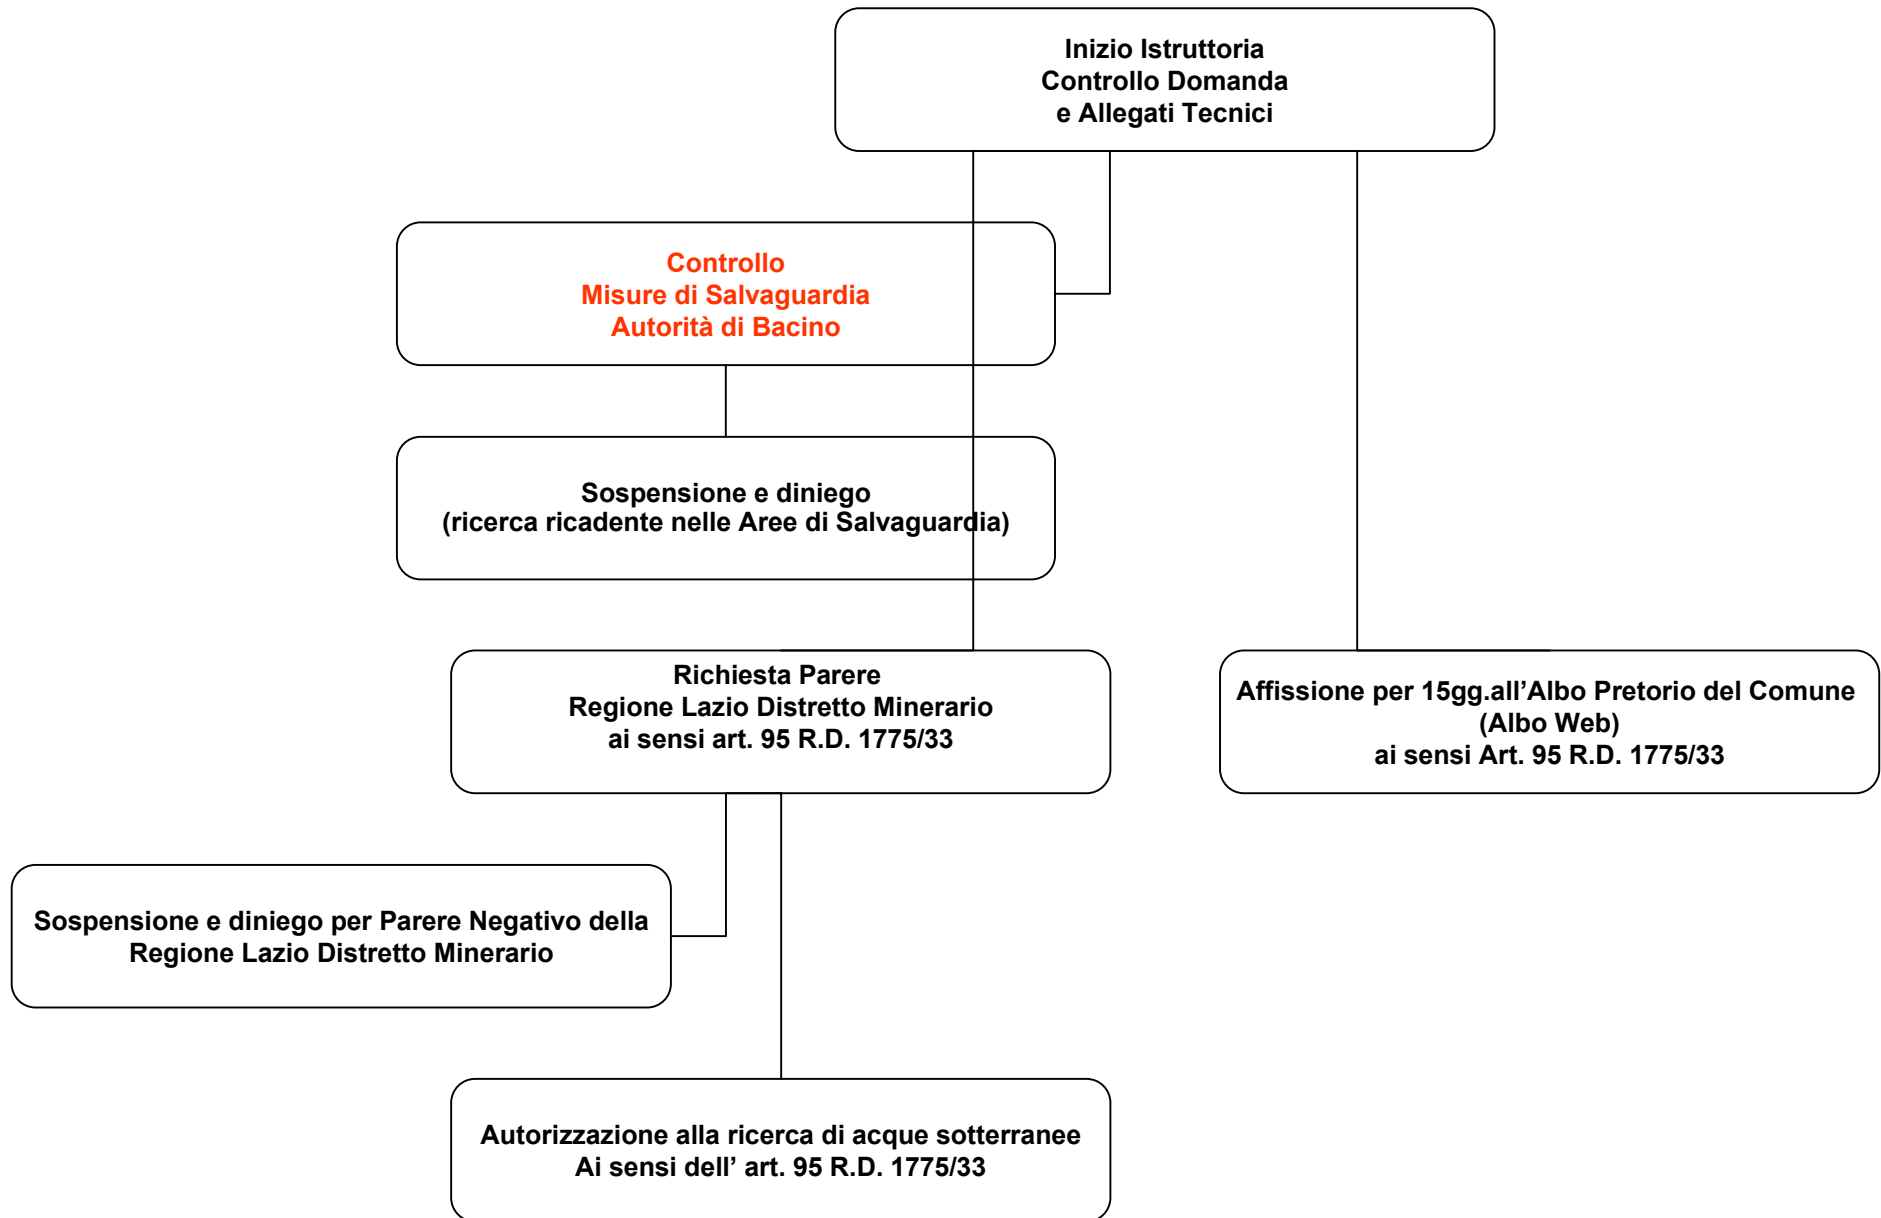 Inizio Istruttoria
Controllo Domanda
e Allegati Tecnici
Controllo
Misure di Salvaguardia
Autorità di Bacino
Sospensione e diniego
(ricerca ricadente nelle Aree di Salvaguardia)
Richiesta Parere
Regione Lazio Distretto Minerario
ai sensi art. 95 R.D. 1775/33
Affissione per 15gg.all’Albo Pretorio del Comune
(Albo Web)
ai sensi Art. 95 R.D. 1775/33
Sospensione e diniego per Parere Negativo della
Regione Lazio Distretto Minerario
Autorizzazione alla ricerca di acque sotterranee
Ai sensi dell’ art. 95 R.D. 1775/33